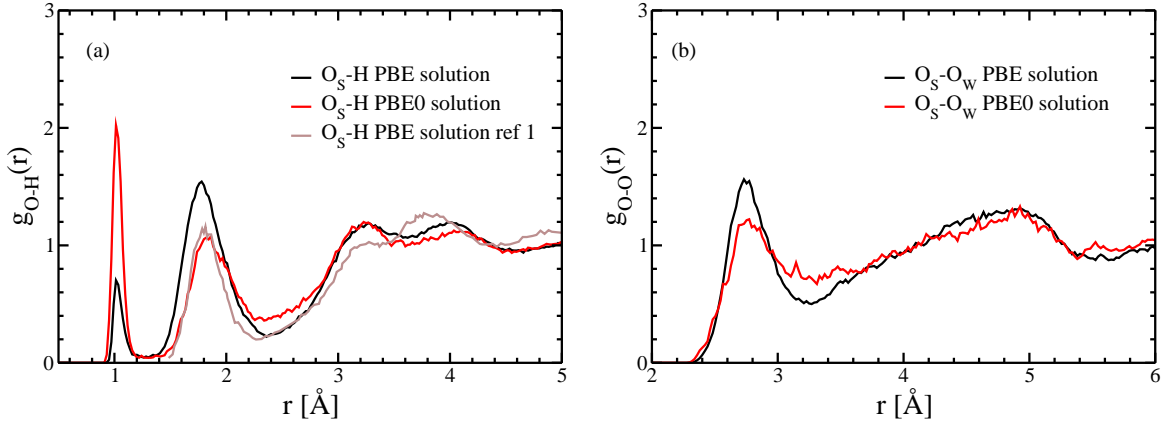 (a)
O_S-H PBE solution
O_S-H PBE0 solution
O_S-H PBE solution ref 1
g_O-H(r)
3
2
1
0
1 2 3 4 5
r [Å]
(b)
O_S-O_W PBE solution
O_S-O_W PBE0 solution
g_O-O(r)
3
2
1
0
2 3 4 5 6
r [Å]